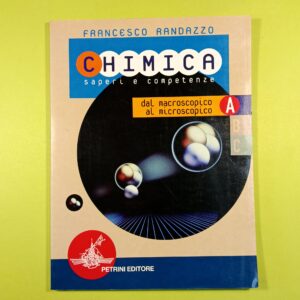 FRANCESCO RANDAZZO
CHIMICA
saperi e competenze
dal macroscopico
al microscopico
A
B
C
PETRINI EDITORE